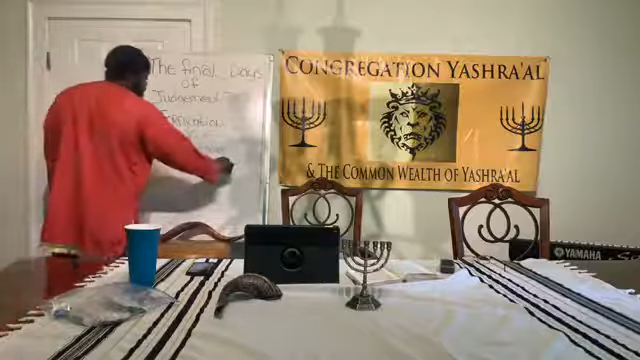 The final Days
of
Judgement
CONGREGATION YASHRA'AL
& THE COMMON WEALTH OF YASHRA'AL
YAMAHA